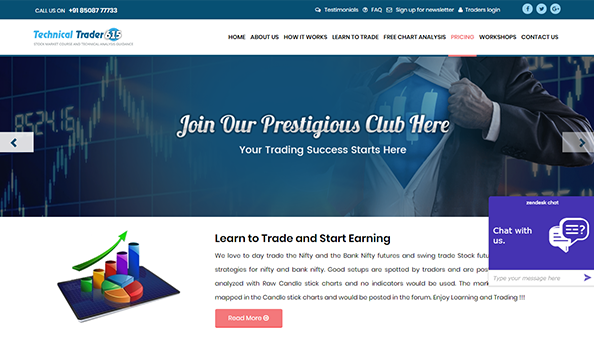 CALL US ON +91 85087 77733
Testimonials FAQ Sign up for newsletter Traders login
Technical Trader 615
STOCK MARKET COURSE AND TECHNICAL ANALYSIS GUIDANCE
HOME ABOUT US HOW IT WORKS LEARN TO TRADE FREE CHART ANALYSIS PRICING WORKSHOPS CONTACT US
8524.16
Join Our Prestigious Club Here
Your Trading Success Starts Here
zendesk chat
Chat with
us.
Type your message here
Learn to Trade and Start Earning
We love to day trade the Nifty and the Bank Nifty futures and swing trade Stock futu
strategies for nifty and bank nifty. Good setups are spotted by traders and are pos
analyzed with Raw Candle stick charts and no indicators would be used. The mark
mapped in the Candle stick charts and would be posted in the forum. Enjoy Learning and Trading !!!
Read More